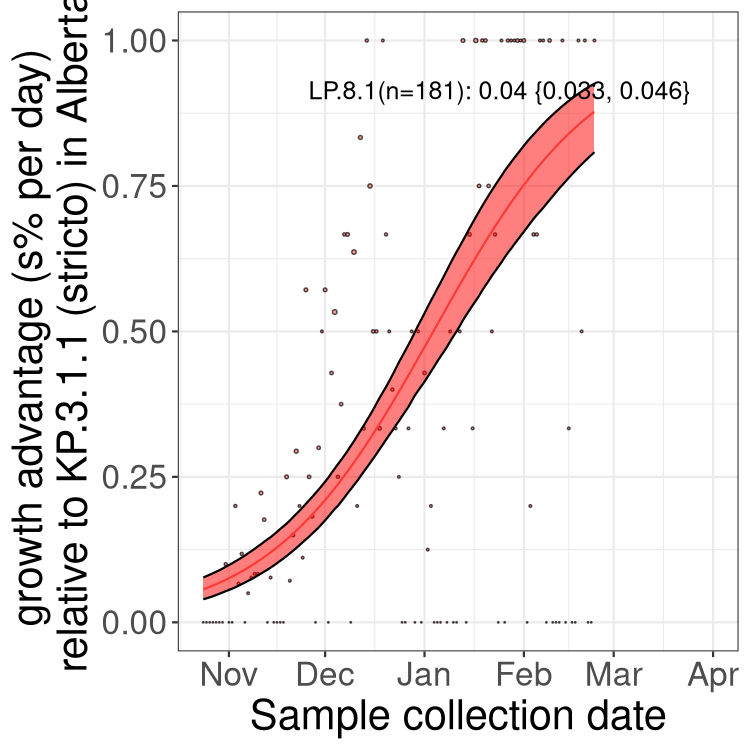 growth advantage (s% per day)
relative to KP.3.1.1 (stricto) in Alberta
1.00
0.75
0.50
0.25
0.00
LP.8.1(n=181): 0.04 {0.033, 0.046}
Nov Dec Jan Feb Mar Apr
Sample collection date